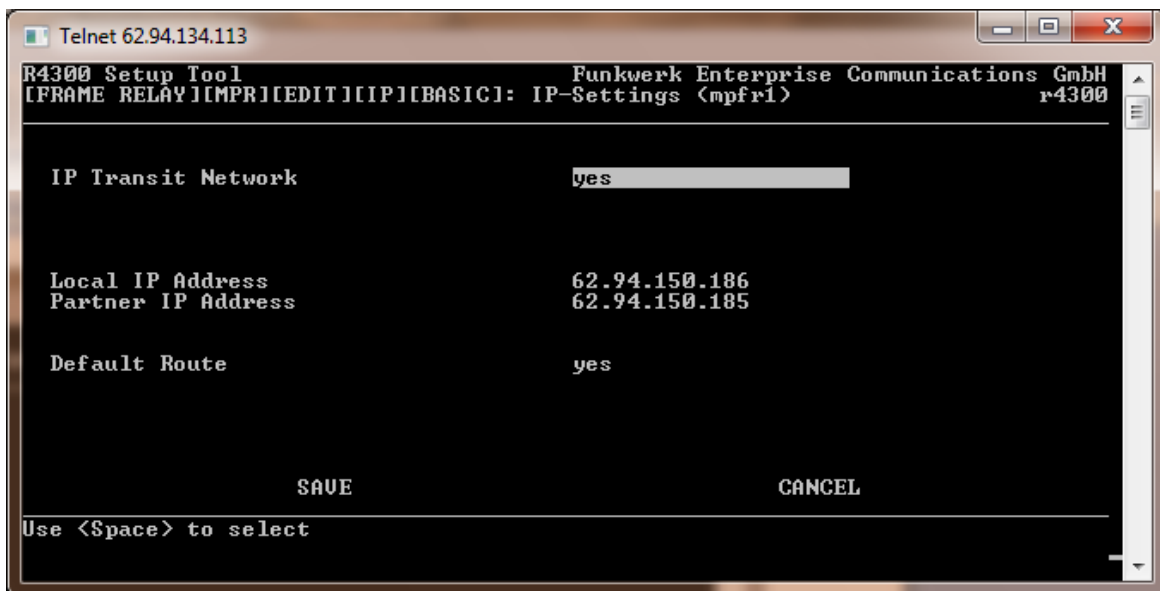 Telnet 62.94.134.113
R4300 Setup Tool Funkwerk Enterprise Communications GmbH
[FRAME RELAY][MPR][EDIT][IP][BASIC]: IP-Settings (mpfr1) r4300
IP Transit Network yes
Local IP Address 62.94.150.186
Partner IP Address 62.94.150.185
Default Route yes
SAVE CANCEL
Use <Space> to select